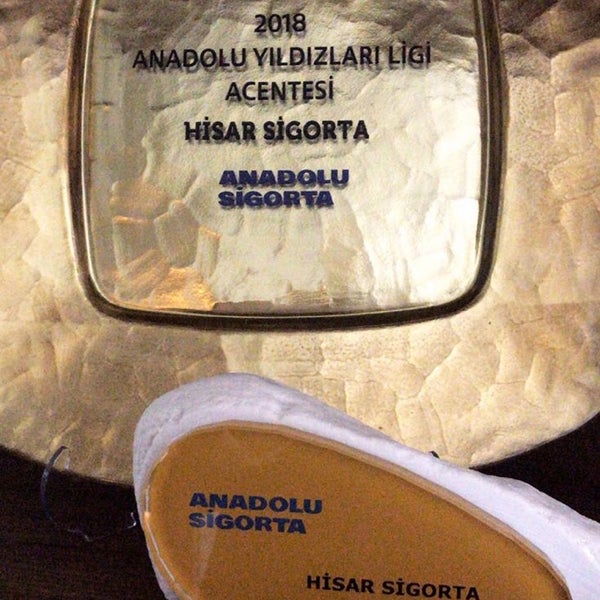 2018
ANADOLU YILDIZLARI LİGİ
ACENTESİ
HİSAR SİGORTA
ANADOLU
SİGORTA
ANADOLU
SİGORTA
HİSAR SİGORTA